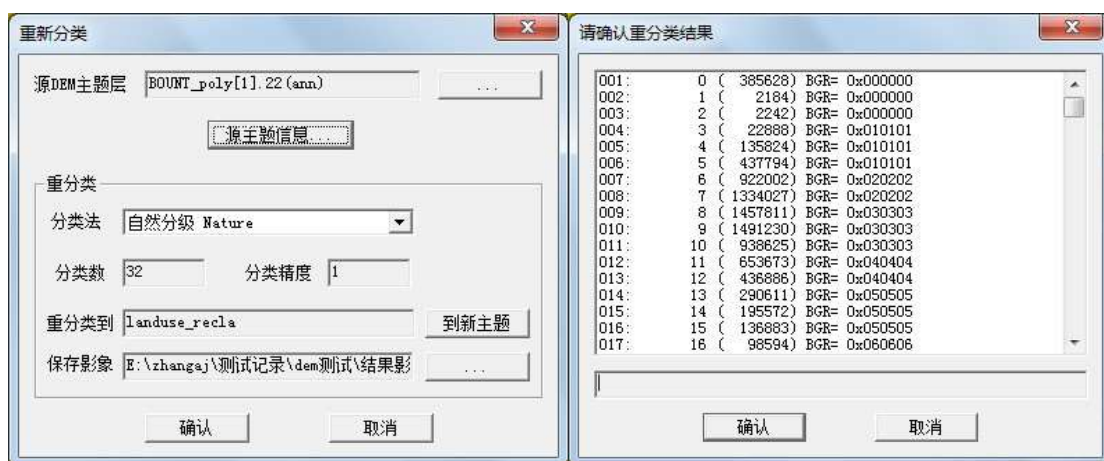 重新分类
源DEM主题层 BOUNT_poly[1].22(ann) ...
源主题信息...
重分类
分类法 自然分级 Nature
分类数 32 分类精度 1
重分类到 landuse_recla 到新主题
保存影象 E:\zhangaj\测试记录\dem测试\结果影 ...
确认 取消
请确认重分类结果
001: 0 ( 385628) BGR= 0x000000
002: 1 ( 2184) BGR= 0x000000
003: 2 ( 2242) BGR= 0x000000
004: 3 ( 22888) BGR= 0x010101
005: 4 ( 135824) BGR= 0x010101
006: 5 ( 437794) BGR= 0x010101
007: 6 ( 922002) BGR= 0x020202
008: 7 ( 1334027) BGR= 0x020202
009: 8 ( 1457811) BGR= 0x030303
010: 9 ( 1491230) BGR= 0x030303
011: 10 ( 938625) BGR= 0x030303
012: 11 ( 653673) BGR= 0x040404
013: 12 ( 436886) BGR= 0x040404
014: 13 ( 290611) BGR= 0x050505
015: 14 ( 195572) BGR= 0x050505
016: 15 ( 136883) BGR= 0x050505
017: 16 ( 98594) BGR= 0x060606
确认 取消